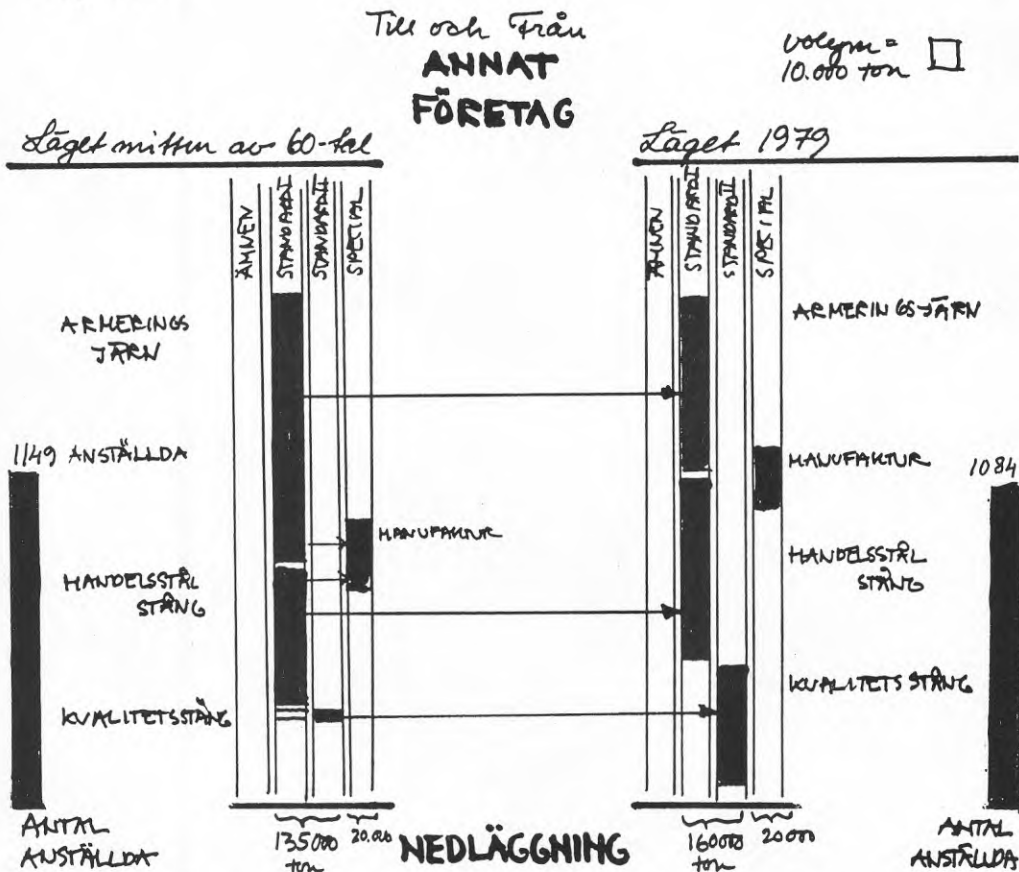 Till och Från
ANNAT
FÖRETAG
volym =
10.000 ton
Läget mitten av 60-tal
Läget 1979
ÄMNEN
STANDARD I
STANDARD II
SPECIAL
ÄMNEN
STANDARD I
STANDARD II
SPECIAL
ARMERINGS
JÄRN
ARMERINGSJÄRN
1149 ANSTÄLLDA
MANUFAKTUR
1084
MANUFAKTUR
HANDELSSTÅL
STÅNG
HANDELSSTÅL
STÅNG
KVALITETSSTÅNG
KVALITETSSTÅNG
ANTAL
ANSTÄLLDA
135000
ton
20.000
NEDLÄGGNING
160000
ton
20000
ANTAL
ANSTÄLLDA